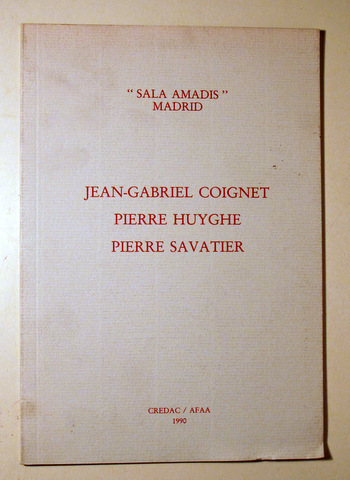 “ SALA AMADIS ”
MADRID
JEAN-GABRIEL COIGNET
PIERRE HUYGHE
PIERRE SAVATIER
CREDAC / AFAA
1990